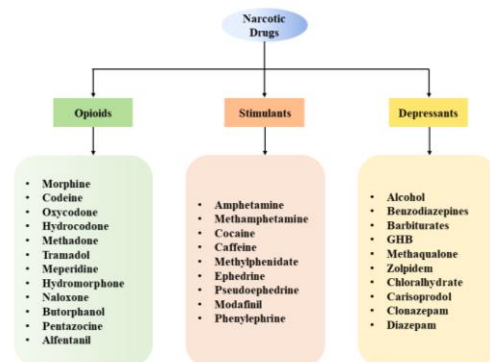 Narcotic
Drugs
Opioids
Stimulants
Depressants
• Morphine
• Codeine
• Oxycodone
• Hydrocodone
• Methadone
• Tramadol
• Meperidine
• Hydromorphone
• Naloxone
• Butorphanol
• Pentazocine
• Alfentanil
• Amphetamine
• Methamphetamine
• Cocaine
• Caffeine
• Methylphenidate
• Ephedrine
• Pseudoephedrine
• Modafinil
• Phenylephrine
• Alcohol
• Benzodiazepines
• Barbiturates
• GHB
• Methaqualone
• Zolpidem
• Chloralhydrate
• Carisoprodol
• Clonazepam
• Diazepam